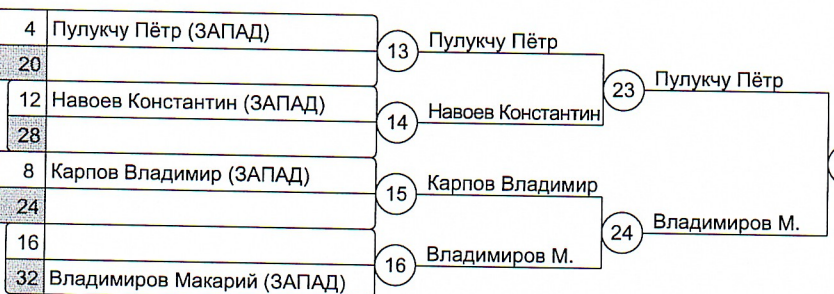 4 Пулукчу Пётр (ЗАПАД)
20
12 Навоев Константин (ЗАПАД)
28
8 Карпов Владимир (ЗАПАД)
24
16
32 Владимиров Макарий (ЗАПАД)
13 Пулукчу Пётр
14 Навоев Константин
15 Карпов Владимир
16 Владимиров М.
23 Пулукчу Пётр
24 Владимиров М.